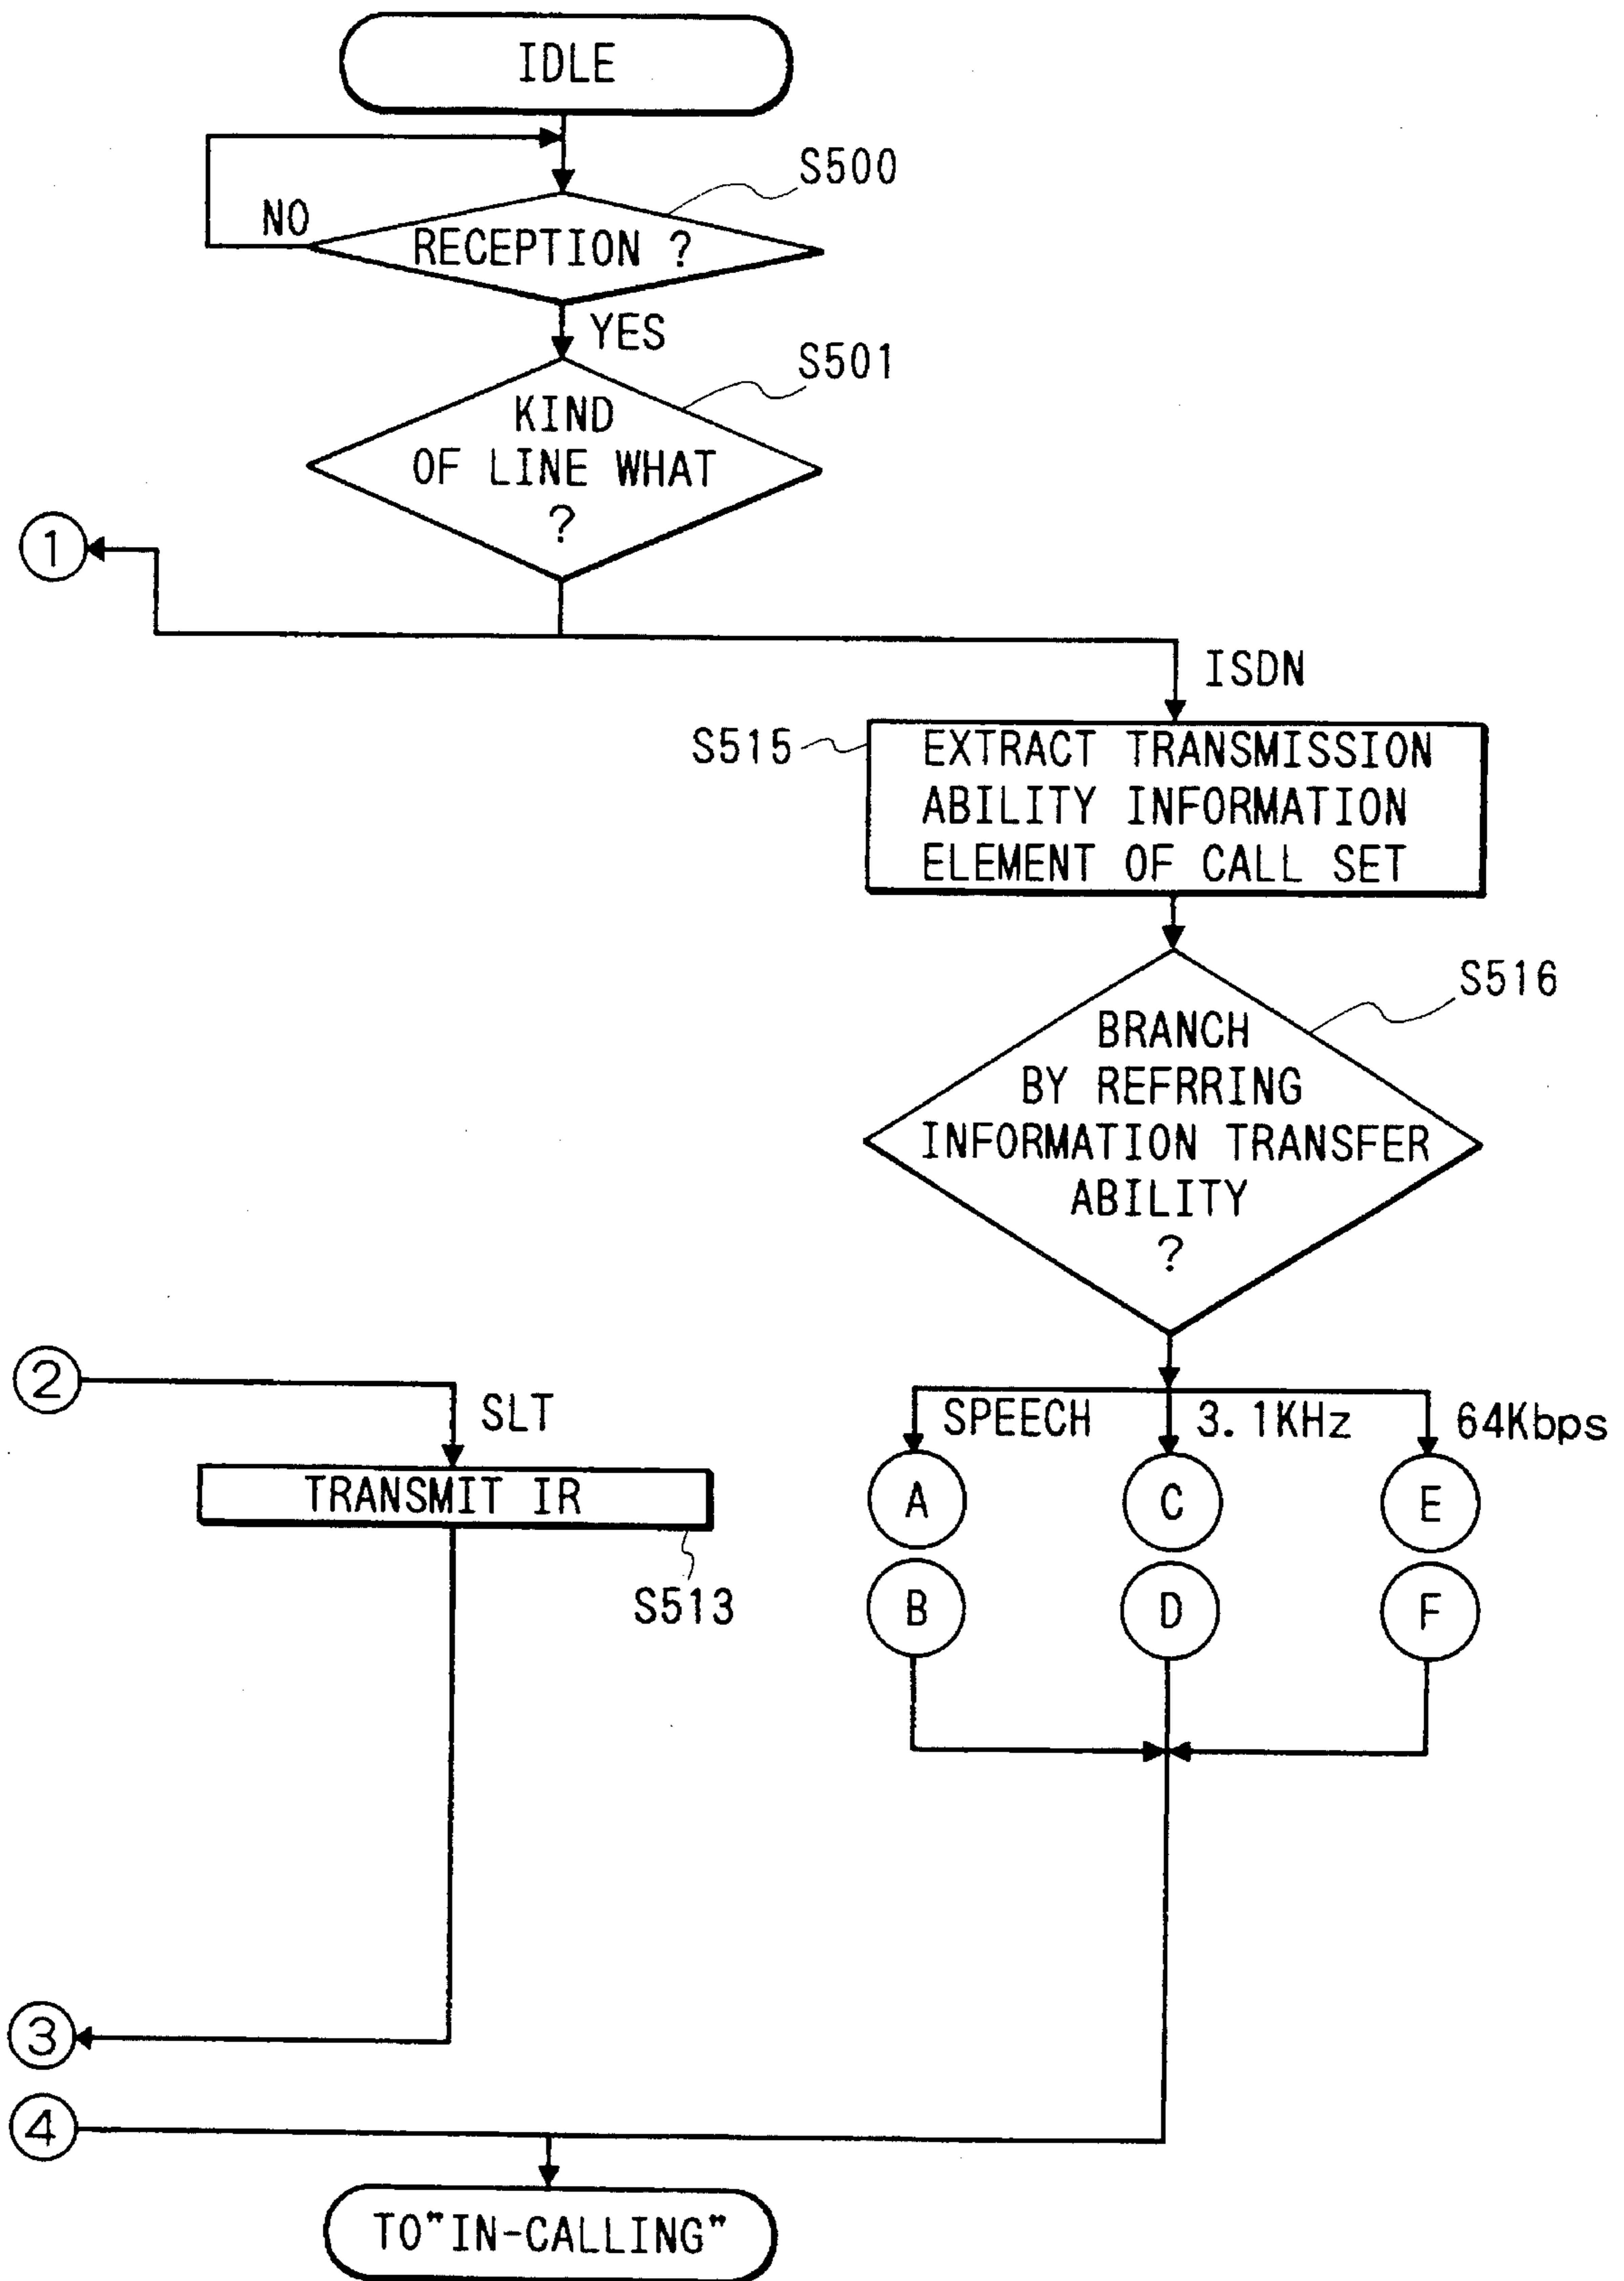 IDLE
S500
NO
RECEPTION ?
YES
S501
KIND
OF LINE WHAT
?
1
ISDN
S515
EXTRACT TRANSMISSION
ABILITY INFORMATION
ELEMENT OF CALL SET
S516
BRANCH
BY REFRRING
INFORMATION TRANSFER
ABILITY
?
2
SLT
SPEECH
3.1KHz
64Kbps
TRANSMIT IR
A
C
E
S513
B
D
F
3
4
TO"IN-CALLING"